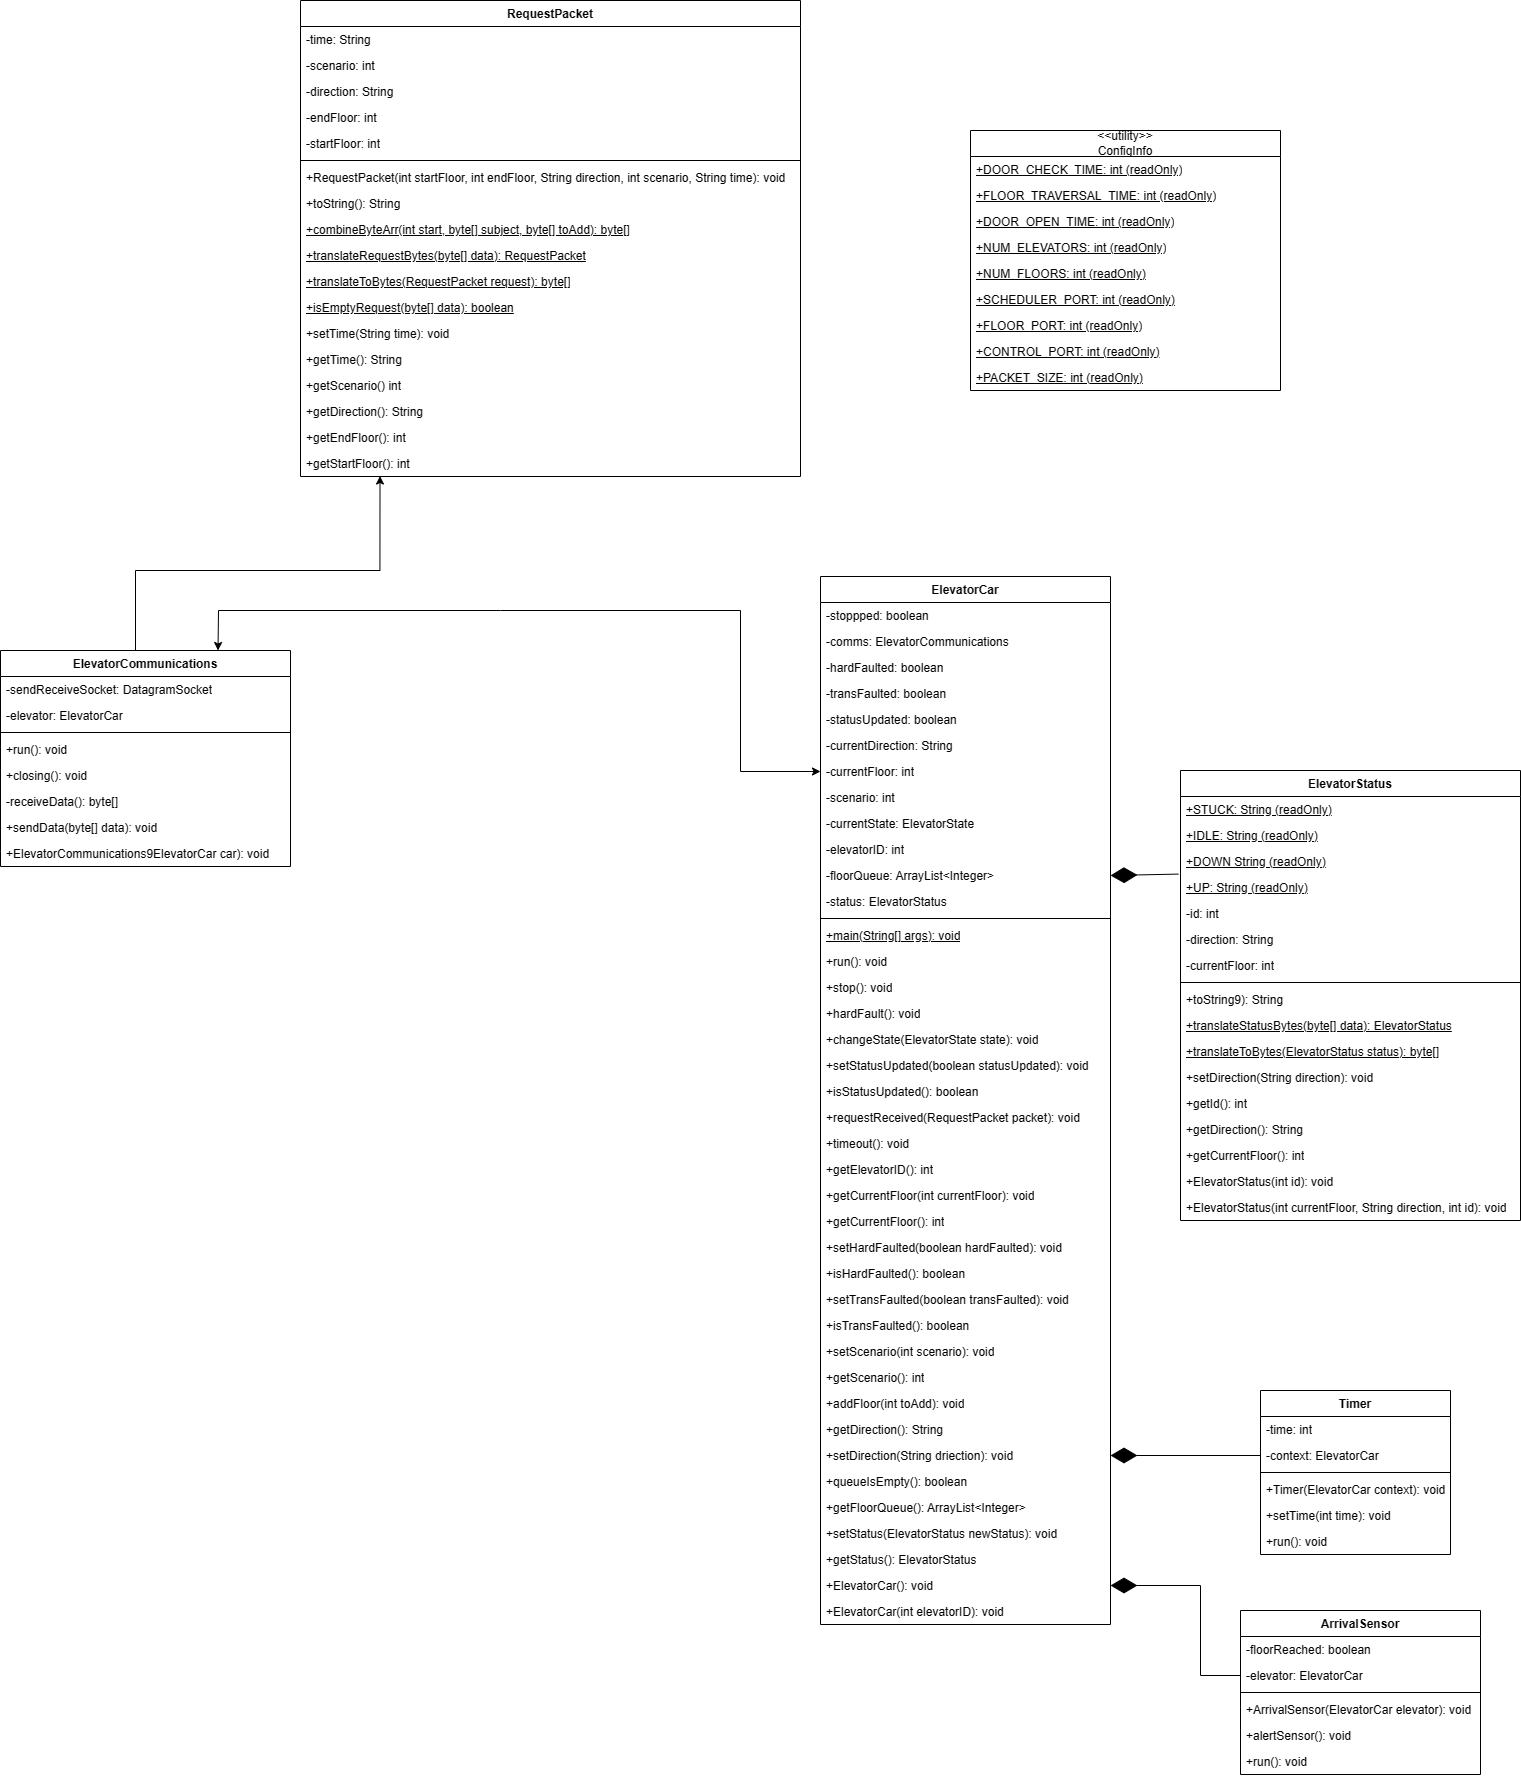 RequestPacket
-time: String
-scenario: int
-direction: String
-endFloor: int
-startFloor: int
+RequestPacket(int startFloor, int endFloor, String direction, int scenario, String time): void
+toString(): String
+combineByteArr(int start, byte[] subject, byte[] toAdd): byte[]
+translateRequestBytes(byte[] data): RequestPacket
+translateToBytes(RequestPacket request): byte[]
+isEmptyRequest(byte[] data): boolean
+setTime(String time): void
+getTime(): String
+getScenario() int
+getDirection(): String
+getEndFloor(): int
+getStartFloor(): int
<<utility>>
ConfigInfo
+DOOR_CHECK_TIME: int (readOnly)
+FLOOR_TRAVERSAL_TIME: int (readOnly)
+DOOR_OPEN_TIME: int (readOnly)
+NUM_ELEVATORS: int (readOnly)
+NUM_FLOORS: int (readOnly)
+SCHEDULER_PORT: int (readOnly)
+FLOOR_PORT: int (readOnly)
+CONTROL_PORT: int (readOnly)
+PACKET_SIZE: int (readOnly)
ElevatorCommunications
-sendReceiveSocket: DatagramSocket
-elevator: ElevatorCar
+run(): void
+closing(): void
-receiveData(): byte[]
+sendData(byte[] data): void
+ElevatorCommunications9ElevatorCar car): void
ElevatorCar
-stoppped: boolean
-comms: ElevatorCommunications
-hardFaulted: boolean
-transFaulted: boolean
-statusUpdated: boolean
-currentDirection: String
-currentFloor: int
-scenario: int
-currentState: ElevatorState
-elevatorID: int
-floorQueue: ArrayList<Integer>
-status: ElevatorStatus
+main(String[] args): void
+run(): void
+stop(): void
+hardFault(): void
+changeState(ElevatorState state): void
+setStatusUpdated(boolean statusUpdated): void
+isStatusUpdated(): boolean
+requestReceived(RequestPacket packet): void
+timeout(): void
+getElevatorID(): int
+getCurrentFloor(int currentFloor): void
+getCurrentFloor(): int
+setHardFaulted(boolean hardFaulted): void
+isHardFaulted(): boolean
+setTransFaulted(boolean transFaulted): void
+isTransFaulted(): boolean
+setScenario(int scenario): void
+getScenario(): int
+addFloor(int toAdd): void
+getDirection(): String
+setDirection(String driection): void
+queueIsEmpty(): boolean
+getFloorQueue(): ArrayList<Integer>
+setStatus(ElevatorStatus newStatus): void
+getStatus(): ElevatorStatus
+ElevatorCar(): void
+ElevatorCar(int elevatorID): void
ElevatorStatus
+STUCK: String (readOnly)
+IDLE: String (readOnly)
+DOWN String (readOnly)
+UP: String (readOnly)
-id: int
-direction: String
-currentFloor: int
+toString9): String
+translateStatusBytes(byte[] data): ElevatorStatus
+translateToBytes(ElevatorStatus status): byte[]
+setDirection(String direction): void
+getId(): int
+getDirection(): String
+getCurrentFloor(): int
+ElevatorStatus(int id): void
+ElevatorStatus(int currentFloor, String direction, int id): void
Timer
-time: int
-context: ElevatorCar
+Timer(ElevatorCar context): void
+setTime(int time): void
+run(): void
ArrivalSensor
-floorReached: boolean
-elevator: ElevatorCar
+ArrivalSensor(ElevatorCar elevator): void
+alertSensor(): void
+run(): void